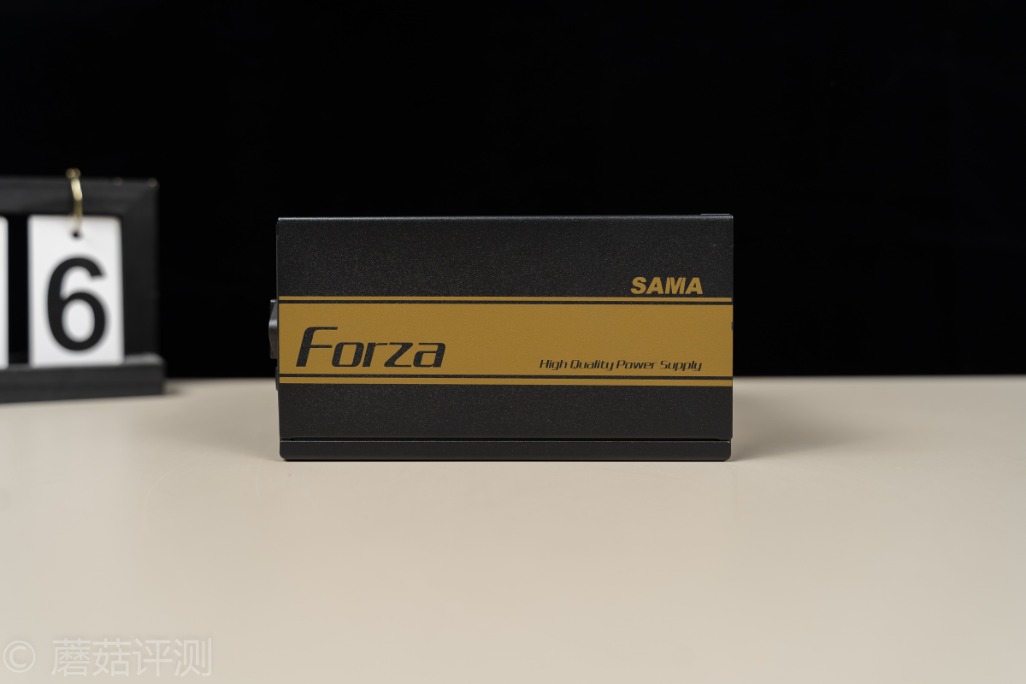 6
SAMA
Forza
High Quality Power Supply
© 蘑菇评测